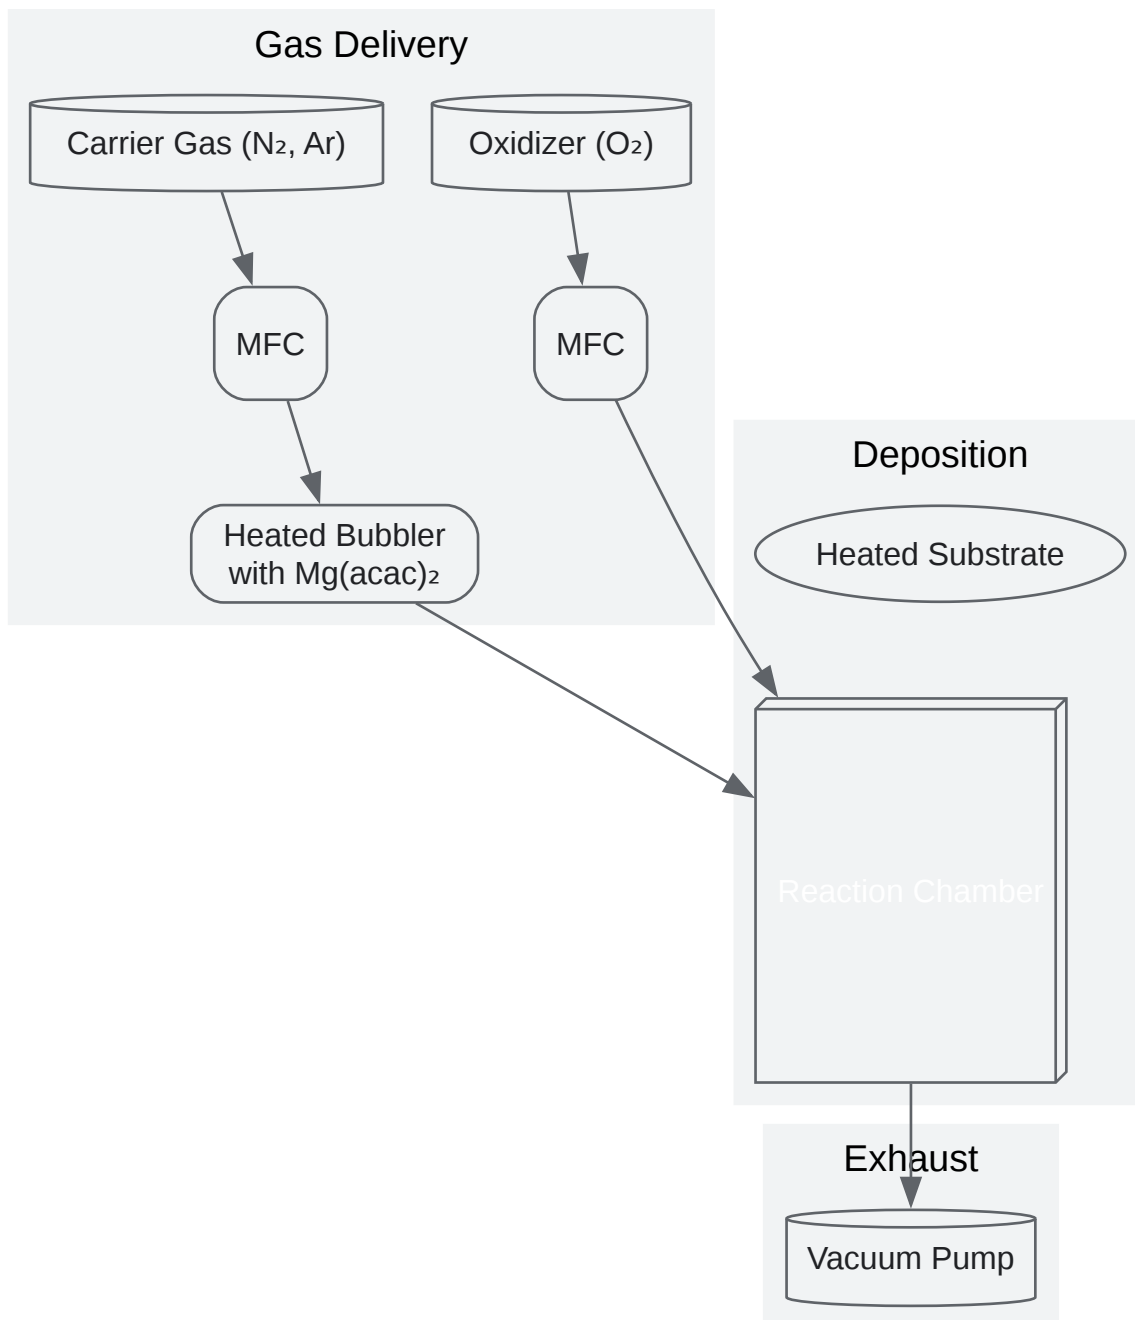 Gas Delivery
Carrier Gas (N₂, Ar)
Oxidizer (O₂)
MFC
MFC
Heated Bubbler
with Mg(acac)₂
Deposition
Heated Substrate
Reaction Chamber
Exhaust
Vacuum Pump